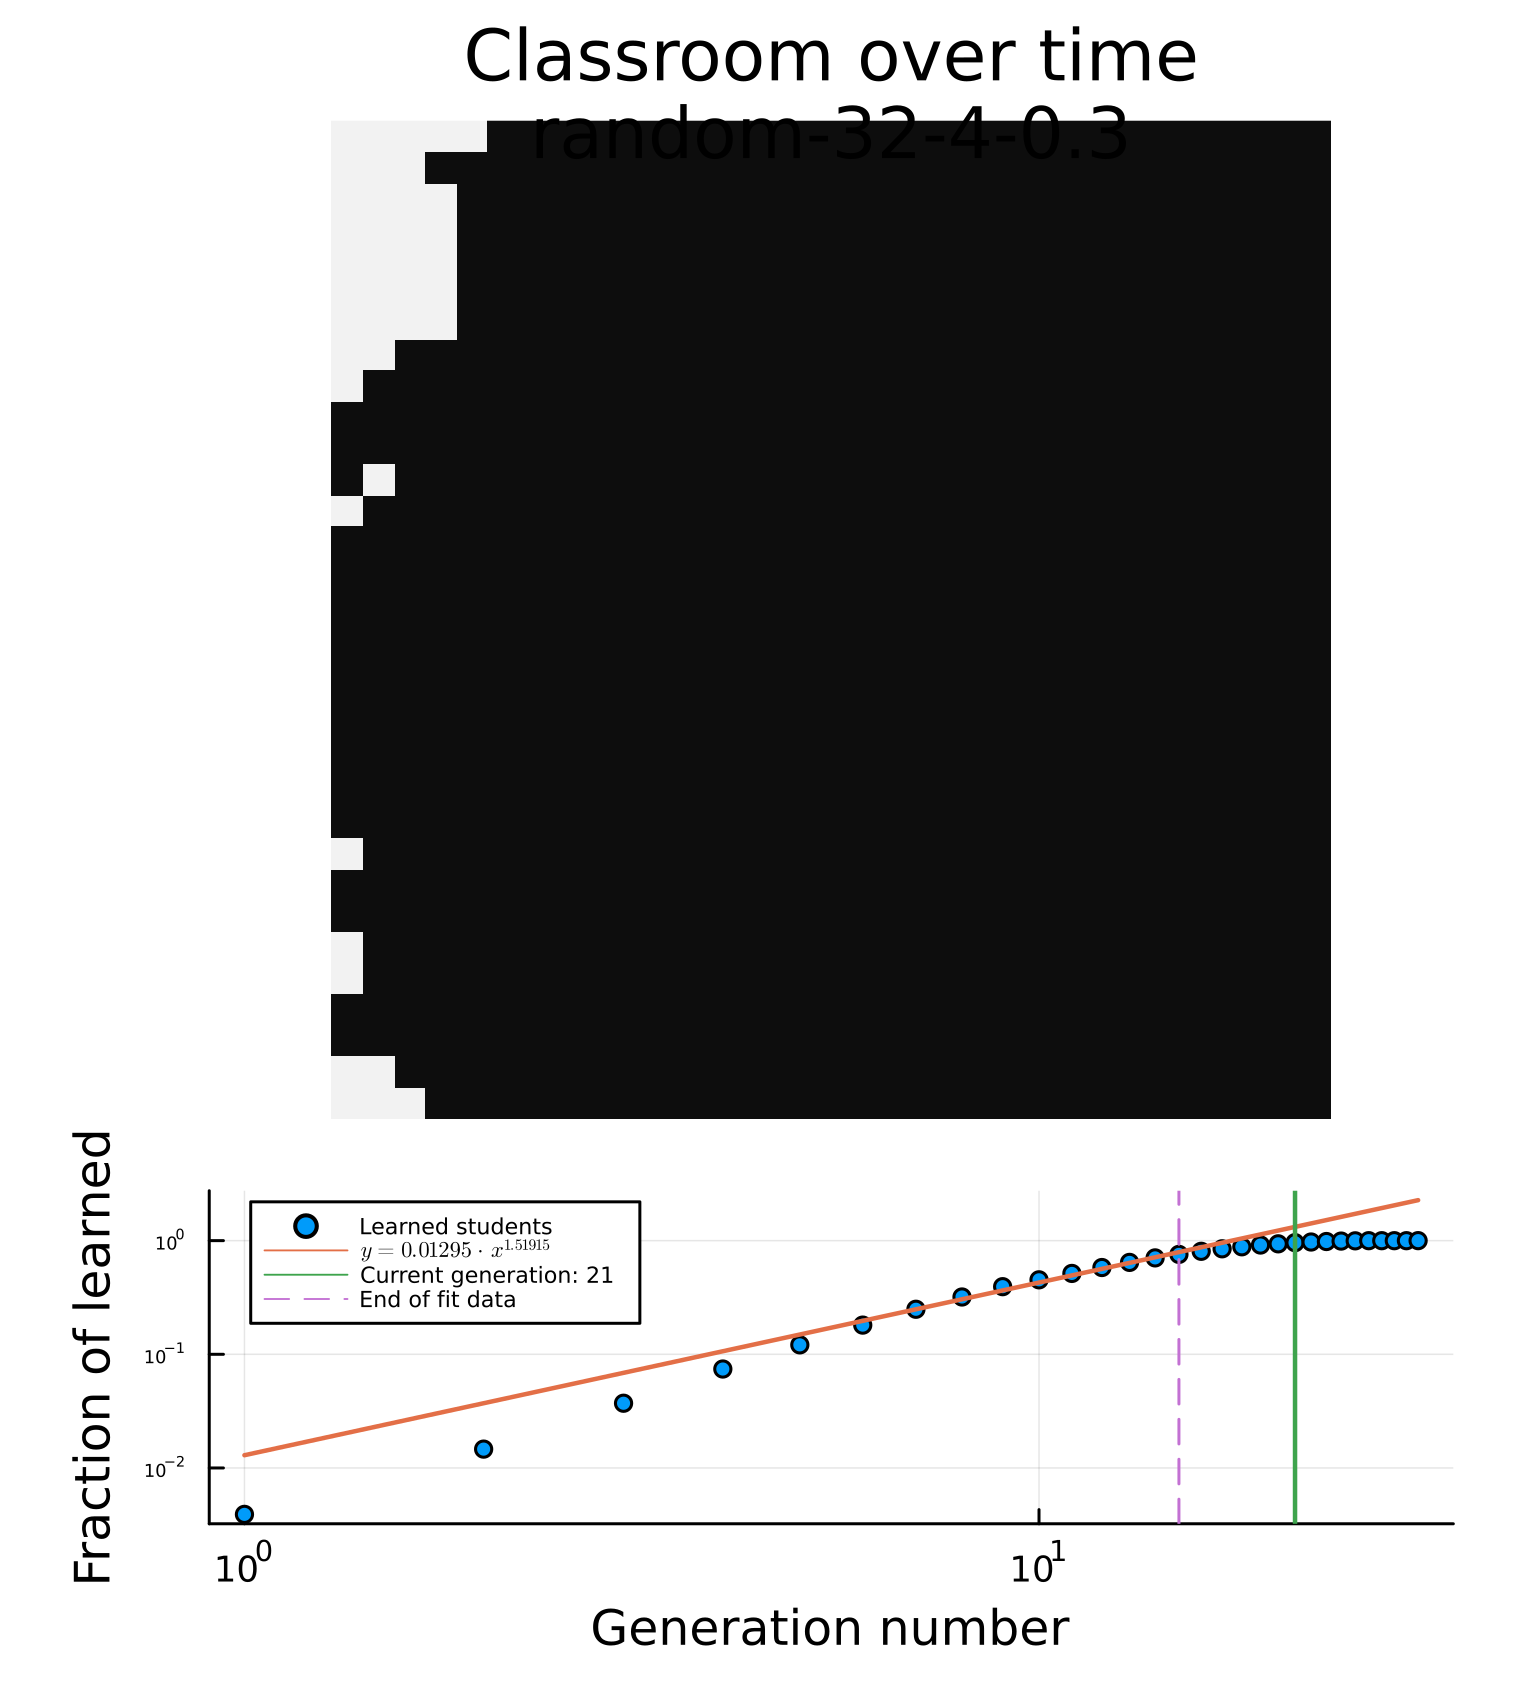 Classroom over time
random-32-4-0.3
Fraction of learned
10⁰
10⁻¹
10⁻²
Learned students
y = 0.01295 · x^1.51915
Current generation: 21
End of fit data
10⁰
10¹
Generation number